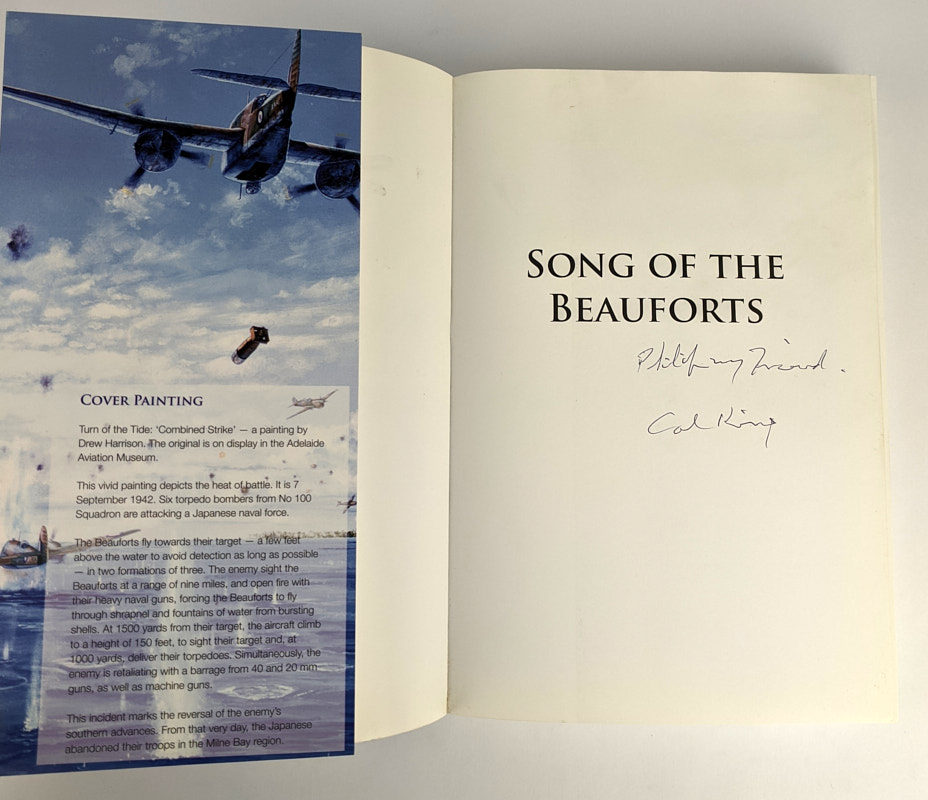 COVER PAINTING
Turn of the Tide: ‘Combined Strike’ — a painting by
Drew Harrison. The original is on display in the Adelaide
Aviation Museum.
This vivid painting depicts the heat of battle. It is 7
September 1942. Six torpedo bombers from No 100
Squadron are attacking a Japanese naval force.
The Beauforts fly towards their target — a few feet
above the water to avoid detection as long as possible
— in two formations of three. The enemy sight the
Beauforts at a range of nine miles, and open fire with
their heavy naval guns, forcing the Beauforts to fly
through shrapnel and fountains of water from bursting
shells. At 1500 yards from their target, the aircraft climb
to a height of 150 feet, to sight their target and, at
1000 yards, deliver their torpedoes. Simultaneously, the
enemy is retaliating with a barrage from 40 and 20 mm
guns, as well as machine guns.
This incident marks the reversal of the enemy’s
southern advances. From that very day, the Japanese
abandoned their troops in the Milne Bay region.
SONG OF THE
BEAUFORTS
my Friend.
Col King